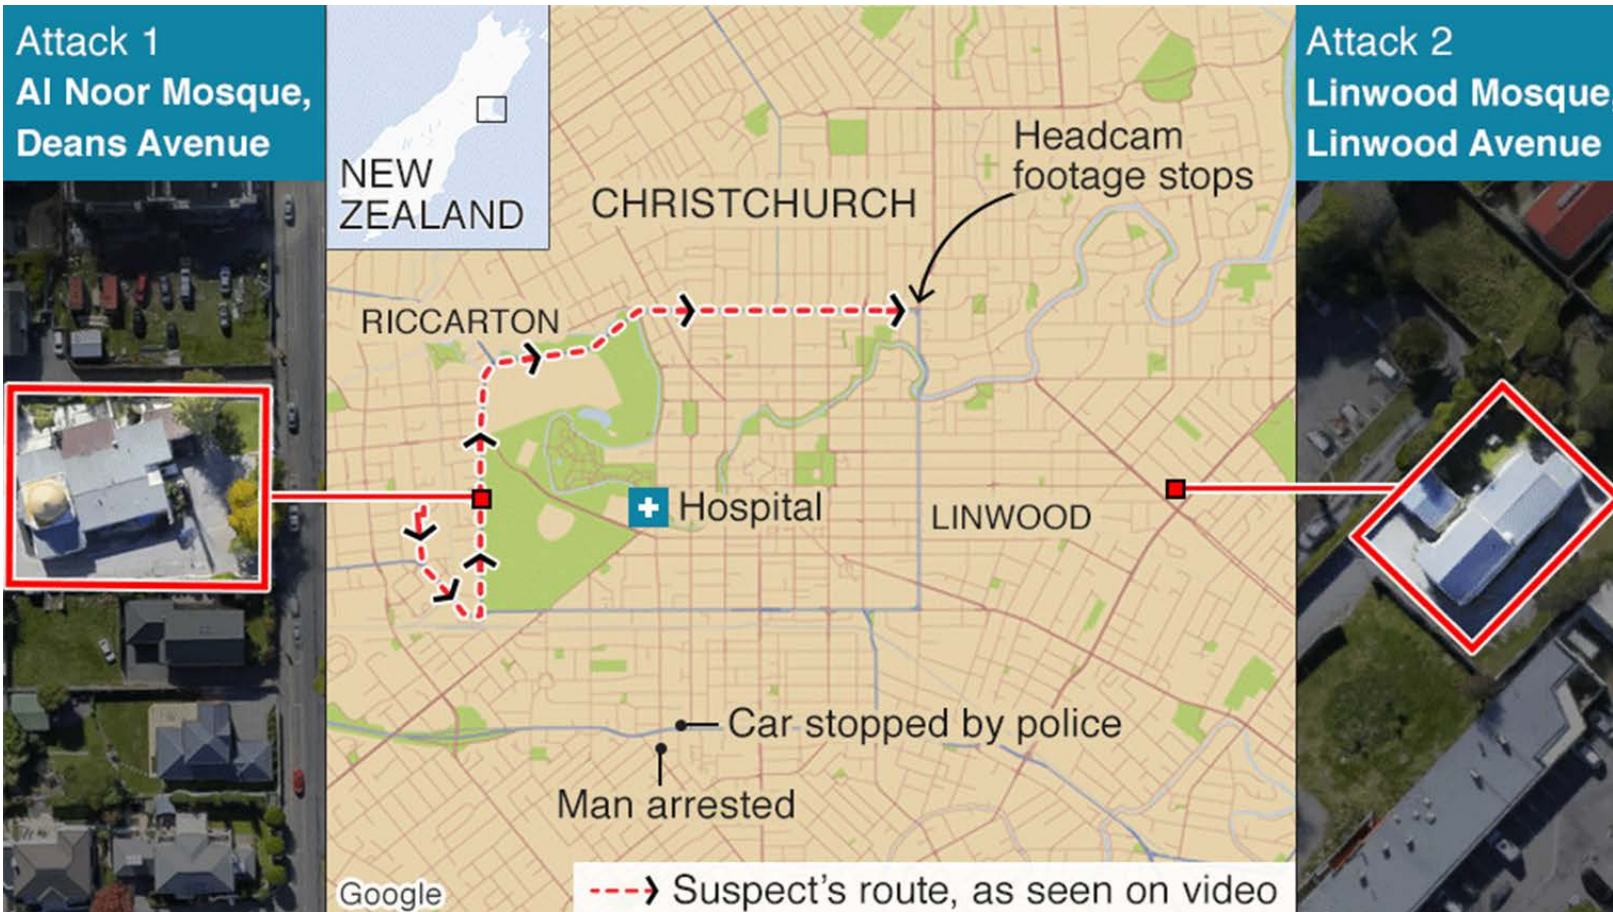 Attack 1
Al Noor Mosque,
Deans Avenue
NEW
ZEALAND
CHRISTCHURCH
Headcam
footage stops
Attack 2
Linwood Mosque
Linwood Avenue
RICCARTON
Hospital
LINWOOD
Car stopped by police
Man arrested
Google
Suspect's route, as seen on video